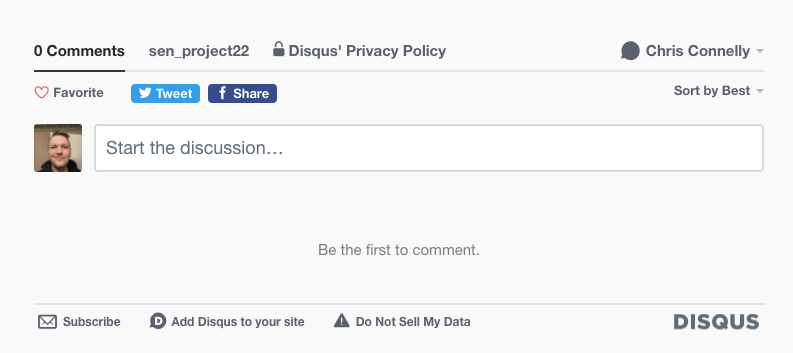 0 Comments sen_project22 Disqus' Privacy Policy Chris Connelly
Favorite Tweet f Share Sort by Best
Start the discussion…
Be the first to comment.
Subscribe D Add Disqus to your site Do Not Sell My Data DISQUS